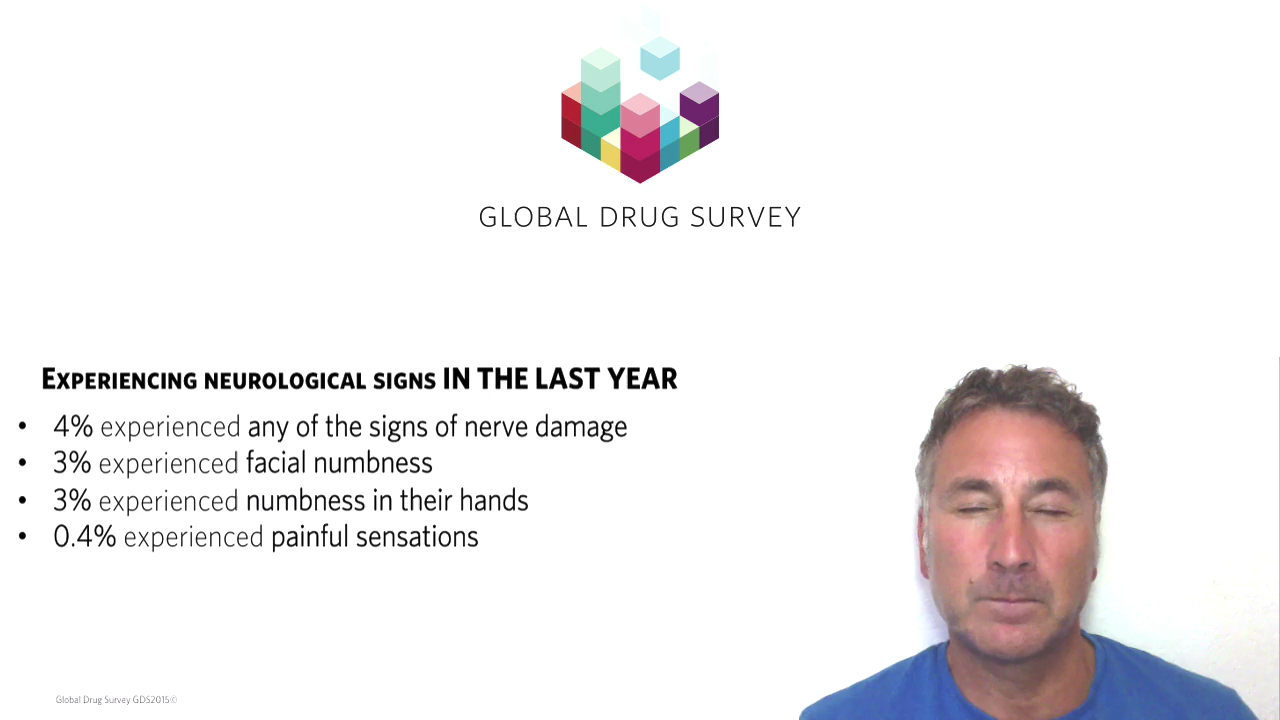 GLOBAL DRUG SURVEY
EXPERIENCING NEUROLOGICAL SIGNS IN THE LAST YEAR
• 4% experienced any of the signs of nerve damage
• 3% experienced facial numbness
• 3% experienced numbness in their hands
• 0.4% experienced painful sensations
Global Drug Survey GDS2015©